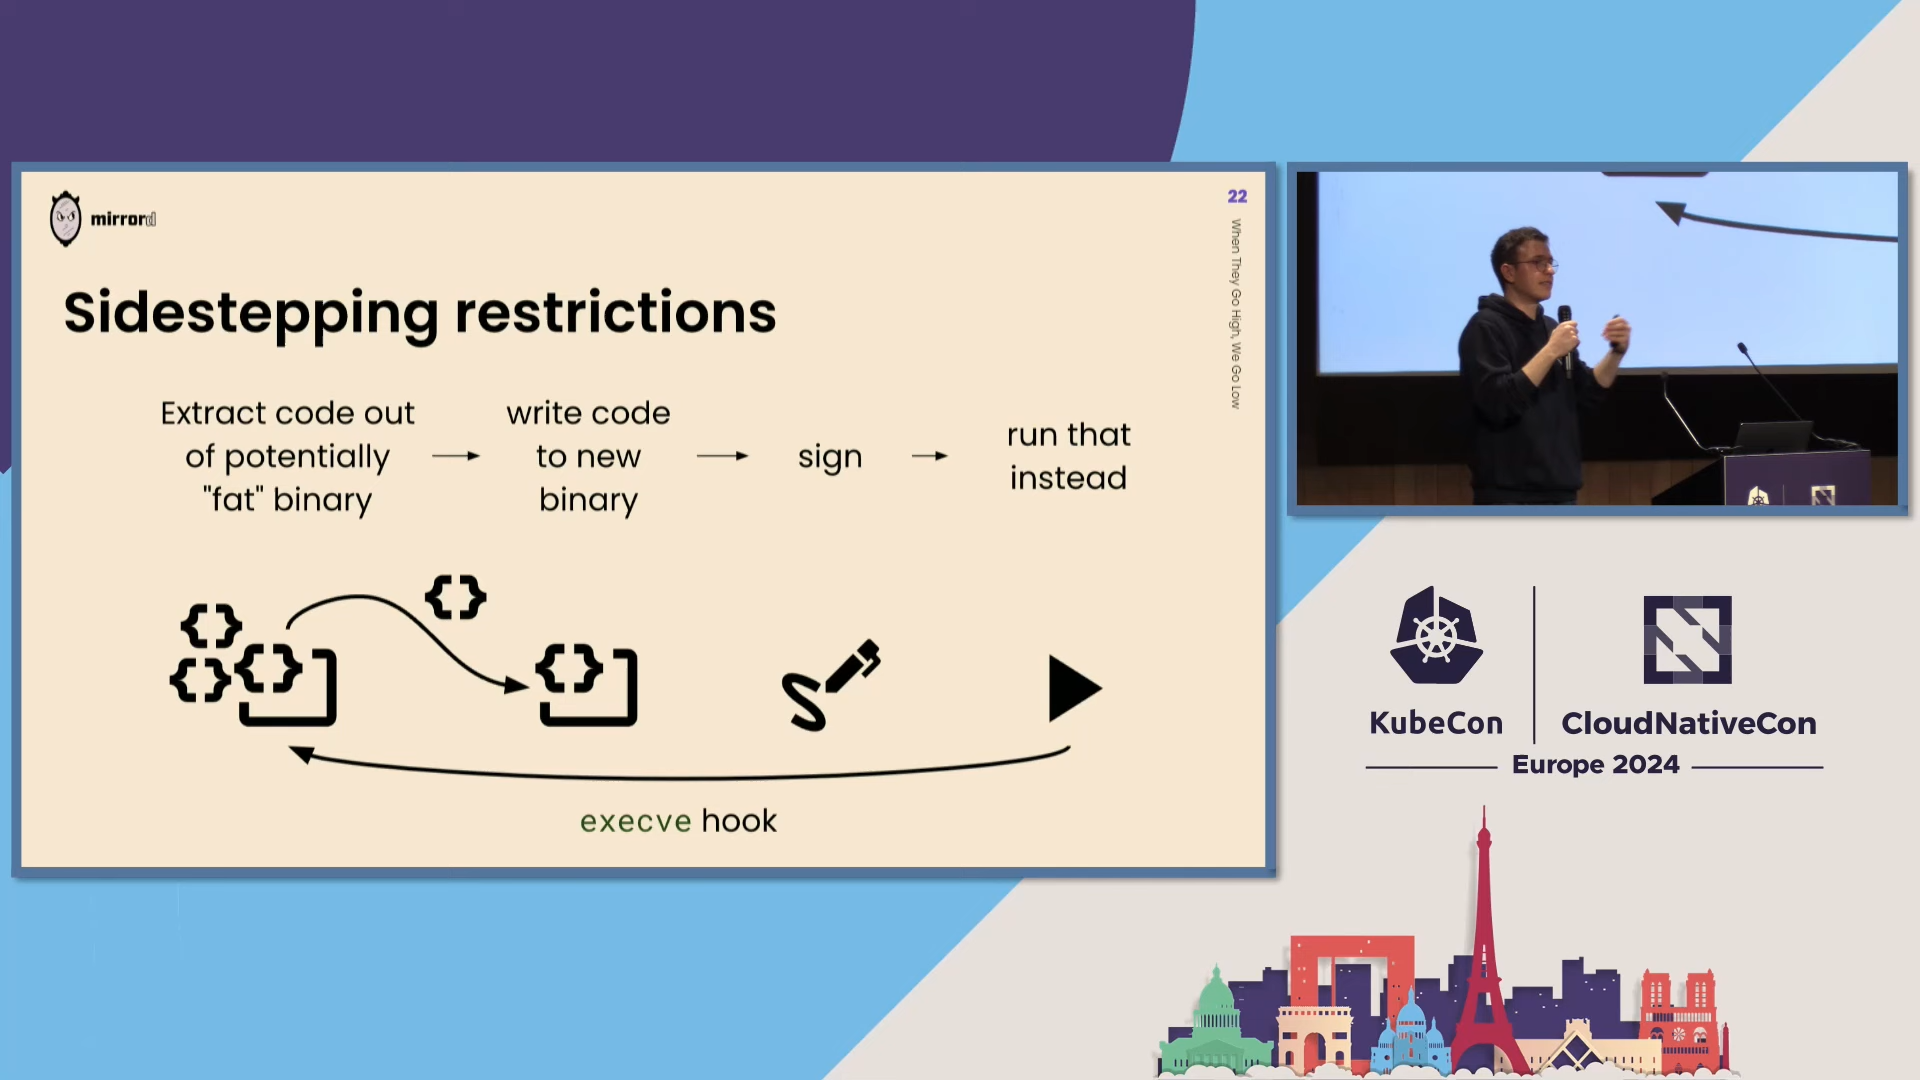 mirrord
22
When They Go High, We Go Low
Sidestepping restrictions
Extract code out
of potentially
"fat" binary
write code
to new
binary
sign
run that
instead
execve hook
KubeCon
CloudNativeCon
Europe 2024